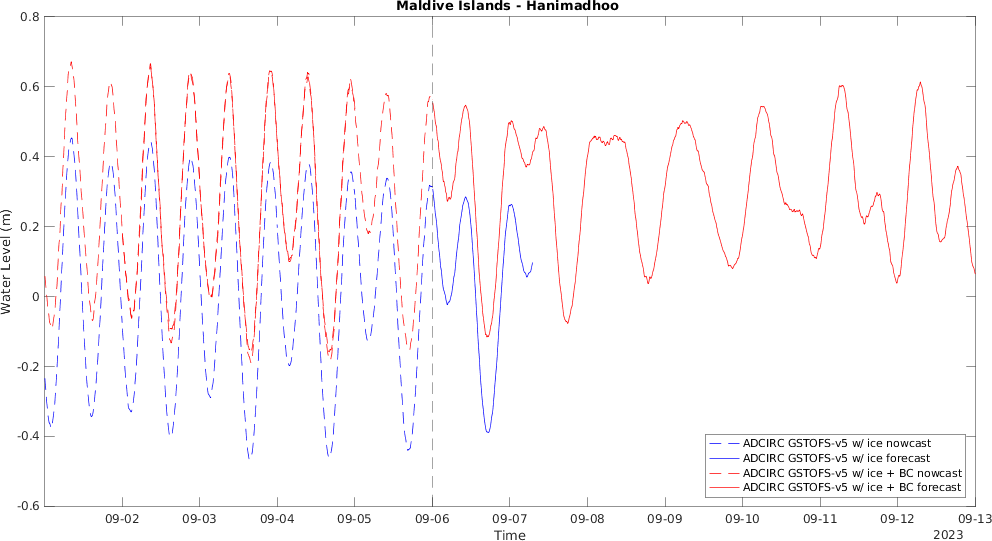 Maldive Islands - Hanimadhoo
Water Level (m)
0.8
0.6
0.4
0.2
0
-0.2
-0.4
-0.6
ADCIRC GSTOFS-v5 w/ ice nowcast
ADCIRC GSTOFS-v5 w/ ice forecast
ADCIRC GSTOFS-v5 w/ ice + BC nowcast
ADCIRC GSTOFS-v5 w/ ice + BC forecast
09-02 09-03 09-04 09-05 09-06 09-07 09-08 09-09 09-10 09-11 09-12 09-13
Time
2023